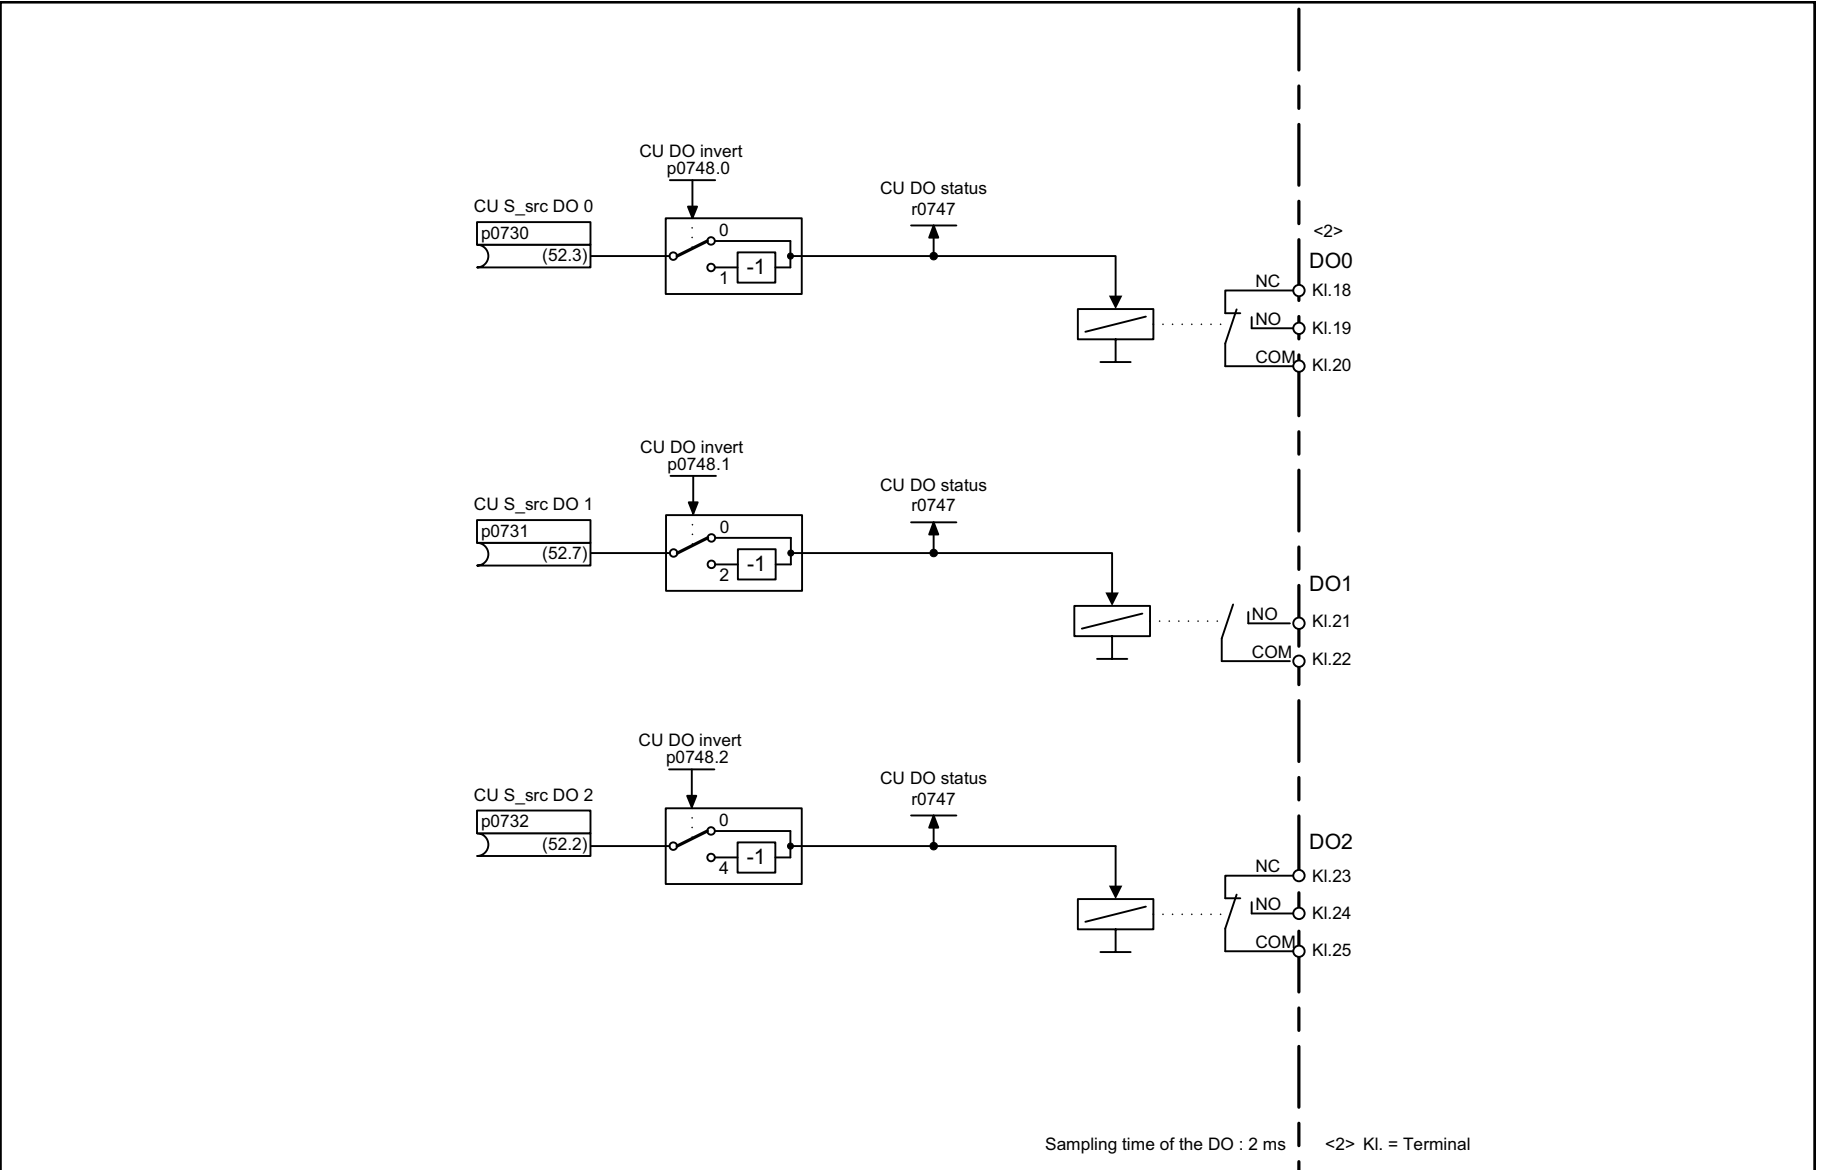 CU DO invert
p0748.0
CU S_src DO 0
p0730
(52.3)
0
1
-1
CU DO status
r0747
<2>
DO0
NC
Kl.18
NO
Kl.19
COM
Kl.20
CU DO invert
p0748.1
CU S_src DO 1
p0731
(52.7)
0
2
-1
CU DO status
r0747
DO1
NO
Kl.21
COM
Kl.22
CU DO invert
p0748.2
CU S_src DO 2
p0732
(52.2)
0
4
-1
CU DO status
r0747
DO2
NC
Kl.23
NO
Kl.24
COM
Kl.25
Sampling time of the DO : 2 ms
<2> Kl. = Terminal